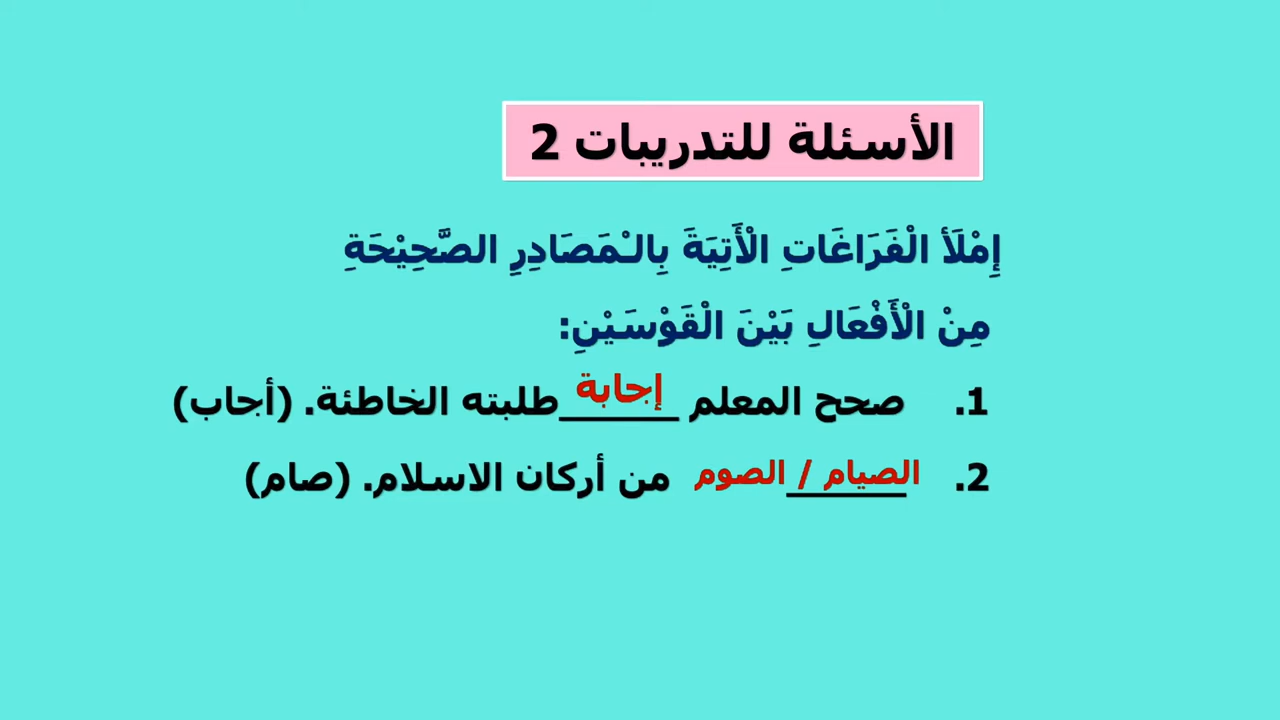 الأسئلة للتدريبات 2
إِمْلَأ الْفَرَاغَاتِ الْأَتِيَةَ بِالـْمَصَادِرِ الصَّحِيْحَةِ
مِنْ الْأَفْعَالِ بَيْنَ الْقَوْسَيْنِ:
1. صحح المعلم إجابة طلبته الخاطئة. (أجاب)
2. الصيام / الصوم من أركان الاسلام. (صام)